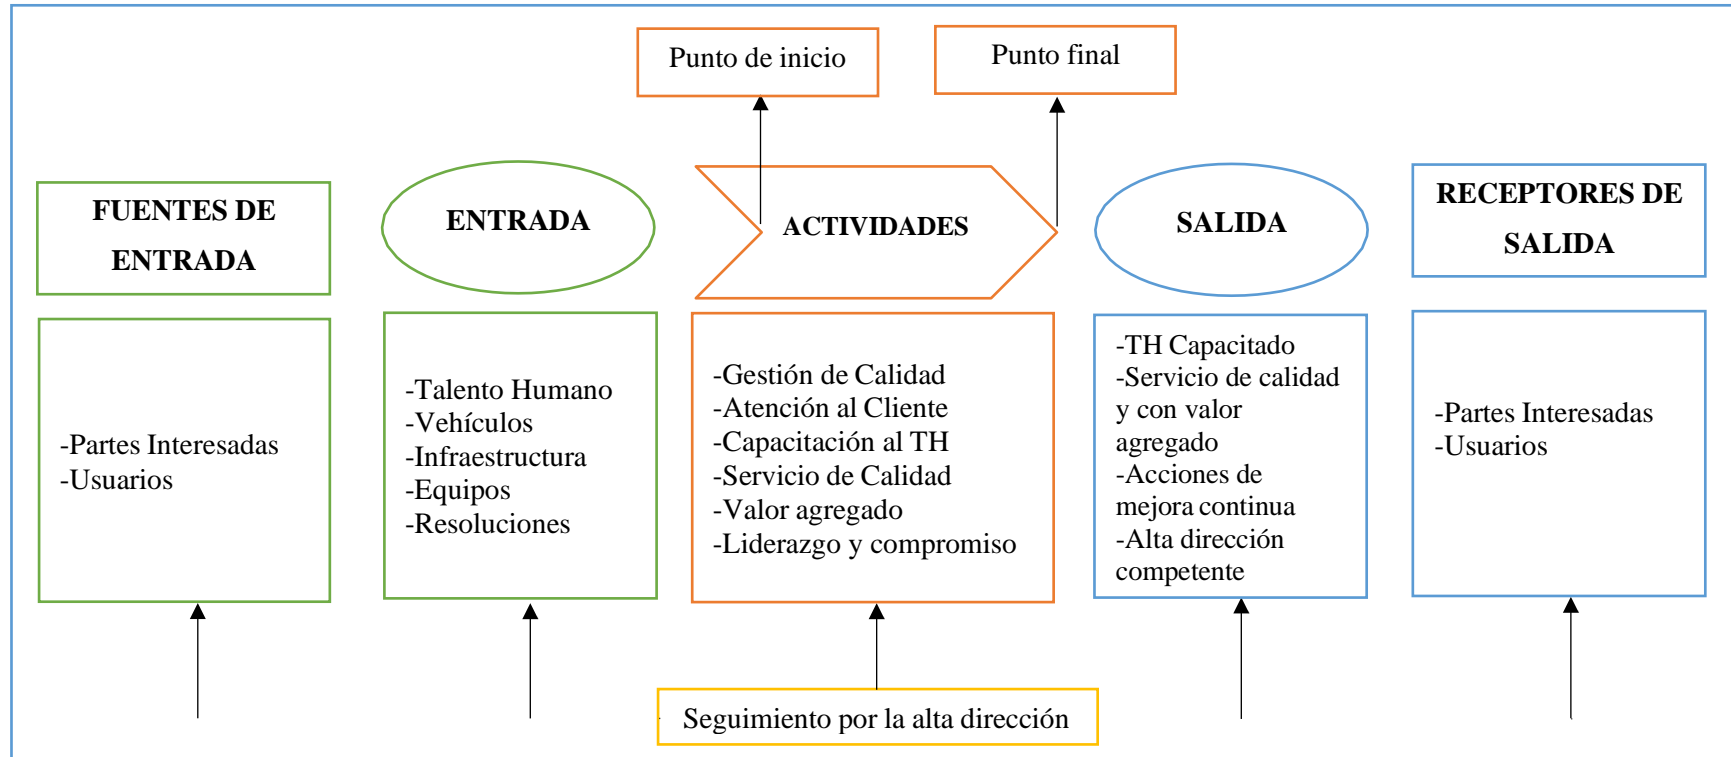 Punto de inicio
Punto final
FUENTES DE
ENTRADA
ENTRADA
ACTIVIDADES
SALIDA
RECEPTORES DE
SALIDA
-Partes Interesadas
-Usuarios
-Talento Humano
-Vehículos
-Infraestructura
-Equipos
-Resoluciones
-Gestión de Calidad
-Atención al Cliente
-Capacitación al TH
-Servicio de Calidad
-Valor agregado
-Liderazgo y compromiso
-TH Capacitado
-Servicio de calidad
y con valor
agregado
-Acciones de
mejora continua
-Alta dirección
competente
-Partes Interesadas
-Usuarios
Seguimiento por la alta dirección